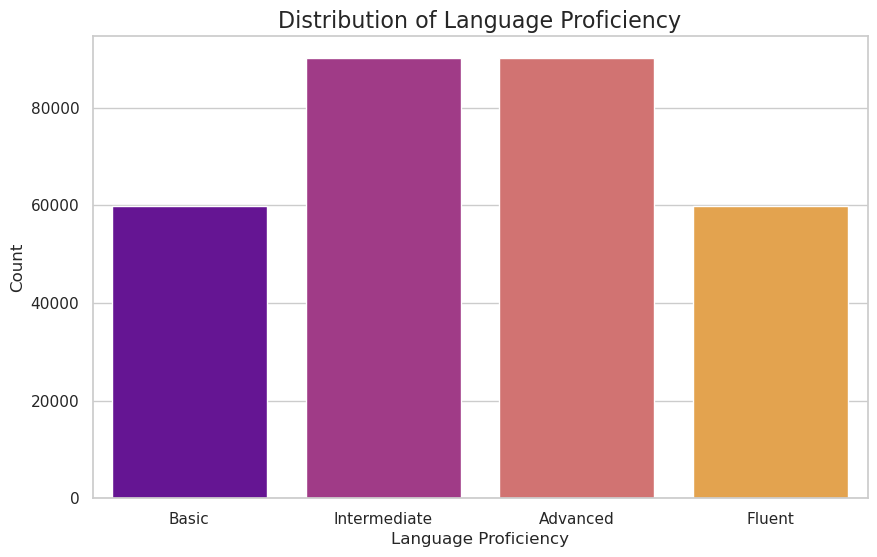 Distribution of Language Proficiency
80000
60000
40000
20000
0
Count
Basic Intermediate Advanced Fluent
Language Proficiency